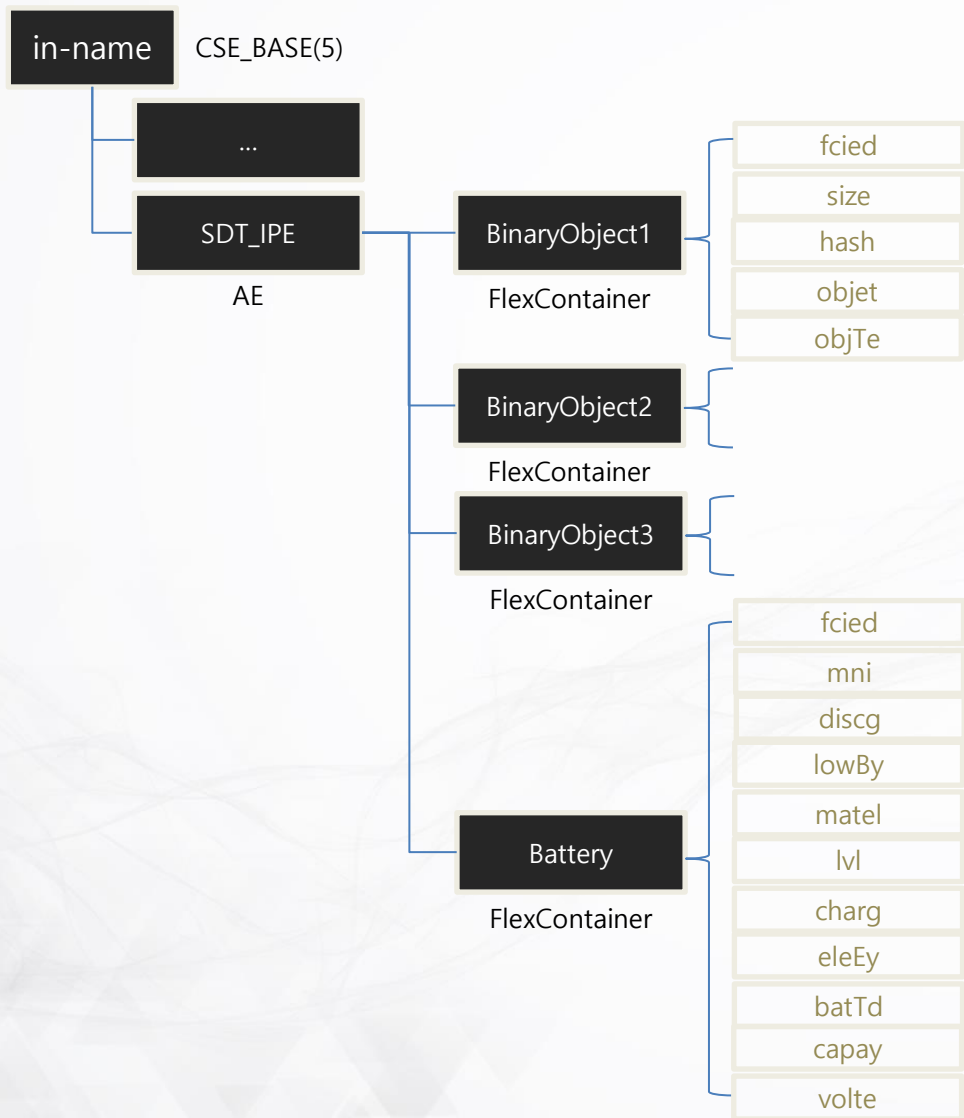 in-name
CSE_BASE(5)
...
SDT_IPE
AE
BinaryObject1
FlexContainer
fcied
size
hash
objet
objTe
BinaryObject2
FlexContainer
BinaryObject3
FlexContainer
Battery
FlexContainer
fcied
mni
discg
lowBy
matel
lvl
charg
eleEy
batTd
capay
volte